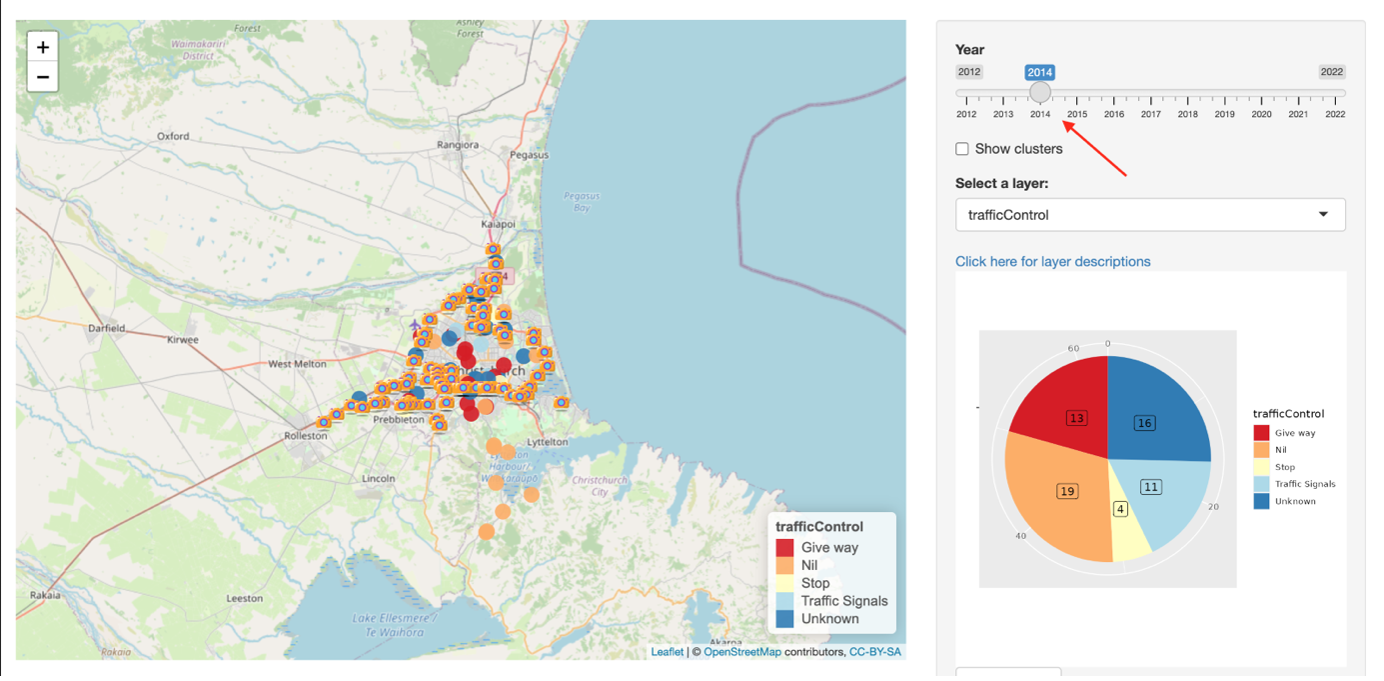 +
−
Forest
Ashley
Forest
Waimakariri
District
Oxford
Rangiora
Pegasus
Pegasus
Bay
Kaiapoi
Darfield
Kirwee
West Melton
Prebbleton
Rolleston
Lyttelton
Lincoln
Christchurch
City
Rakaia
Leeston
Lake Ellesmere /
Te Waihora
Rakaia
Akaroa
trafficControl
Give way
Nil
Stop
Traffic Signals
Unknown
Leaflet | © OpenStreetMap contributors, CC-BY-SA
Year
2012 2014 2022
2012 2013 2014 2015 2016 2017 2018 2019 2020 2021 2022
Show clusters
Select a layer:
trafficControl
Click here for layer descriptions
60 0
13 16
19 11
4
20
40
trafficControl
Give way
Nil
Stop
Traffic Signals
Unknown